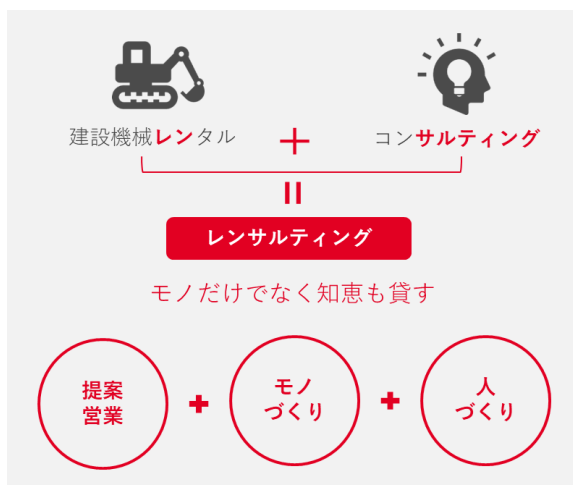 建設機械レンタル
+
コンサルティング
=
レンサルティング
モノだけでなく知恵も貸す
提案
営業
+
モノ
づくり
+
人
づくり